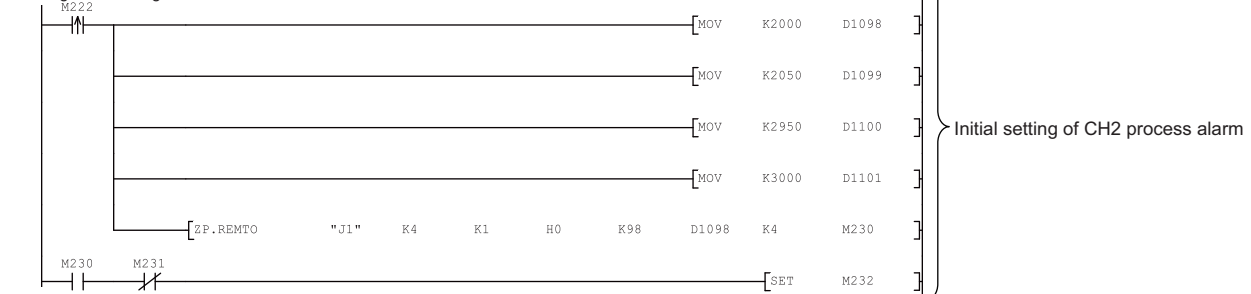 M222
MOV K2000 D1098
MOV K2050 D1099
MOV K2950 D1100
Initial setting of CH2 process alarm
MOV K3000 D1101
ZP.REMTO "J1" K4 K1 H0 K98 D1098 K4 M230
M230 M231
SET M232